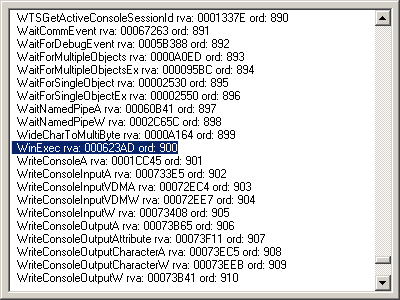 WTSGetActiveConsoleSessionId rva: 0001337E ord: 890
WaitCommEvent rva: 00067263 ord: 891
WaitForDebugEvent rva: 0005B388 ord: 892
WaitForMultipleObjects rva: 0000A0ED ord: 893
WaitForMultipleObjectsEx rva: 000095BC ord: 894
WaitForSingleObject rva: 00002530 ord: 895
WaitForSingleObjectEx rva: 00002550 ord: 896
WaitNamedPipeA rva: 00060B41 ord: 897
WaitNamedPipeW rva: 0002C65C ord: 898
WideCharToMultiByte rva: 0000A164 ord: 899
WinExec rva: 000623AD ord: 900
WriteConsoleA rva: 0001CC45 ord: 901
WriteConsoleInputA rva: 000733E5 ord: 902
WriteConsoleInputVDMA rva: 00072EC4 ord: 903
WriteConsoleInputVDMW rva: 00072EE7 ord: 904
WriteConsoleInputW rva: 00073408 ord: 905
WriteConsoleOutputA rva: 00073B65 ord: 906
WriteConsoleOutputAttribute rva: 00073F11 ord: 907
WriteConsoleOutputCharacterA rva: 00073EC5 ord: 908
WriteConsoleOutputCharacterW rva: 00073EEB ord: 909
WriteConsoleOutputW rva: 00073B41 ord: 910